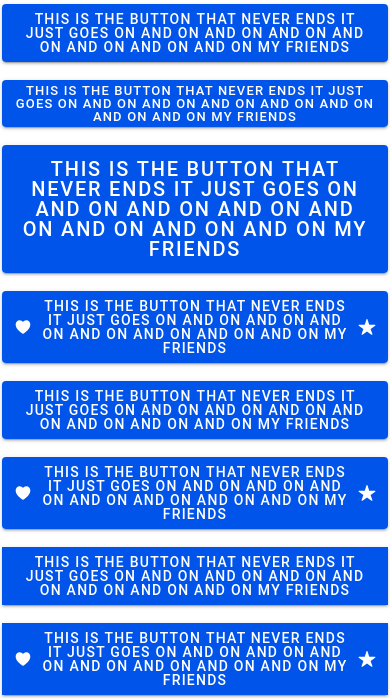 THIS IS THE BUTTON THAT NEVER ENDS IT
JUST GOES ON AND ON AND ON AND AND
ON AND ON AND ON AND ON MY FRIENDS
THIS IS THE BUTTON THAT NEVER ENDS IT JUST
GOES ON AND ON AND ON AND ON AND ON AND ON
AND ON AND ON MY FRIENDS
THIS IS THE BUTTON THAT
NEVER ENDS IT JUST GOES ON
AND ON AND ON AND ON AND
ON AND ON AND ON AND ON MY
FRIENDS
THIS IS THE BUTTON THAT NEVER ENDS
IT JUST GOES ON AND ON AND ON AND
ON AND ON AND ON AND ON AND ON MY
FRIENDS
THIS IS THE BUTTON THAT NEVER ENDS IT
JUST GOES ON AND ON AND ON AND AND
ON AND ON AND ON AND ON MY FRIENDS
THIS IS THE BUTTON THAT NEVER ENDS
IT JUST GOES ON AND ON AND ON AND
ON AND ON AND ON AND ON AND ON MY
FRIENDS
THIS IS THE BUTTON THAT NEVER ENDS IT
JUST GOES ON AND ON AND ON AND AND
ON AND ON AND ON AND ON MY FRIENDS
THIS IS THE BUTTON THAT NEVER ENDS
IT JUST GOES ON AND ON AND ON AND
ON AND ON AND ON AND ON AND ON MY
FRIENDS